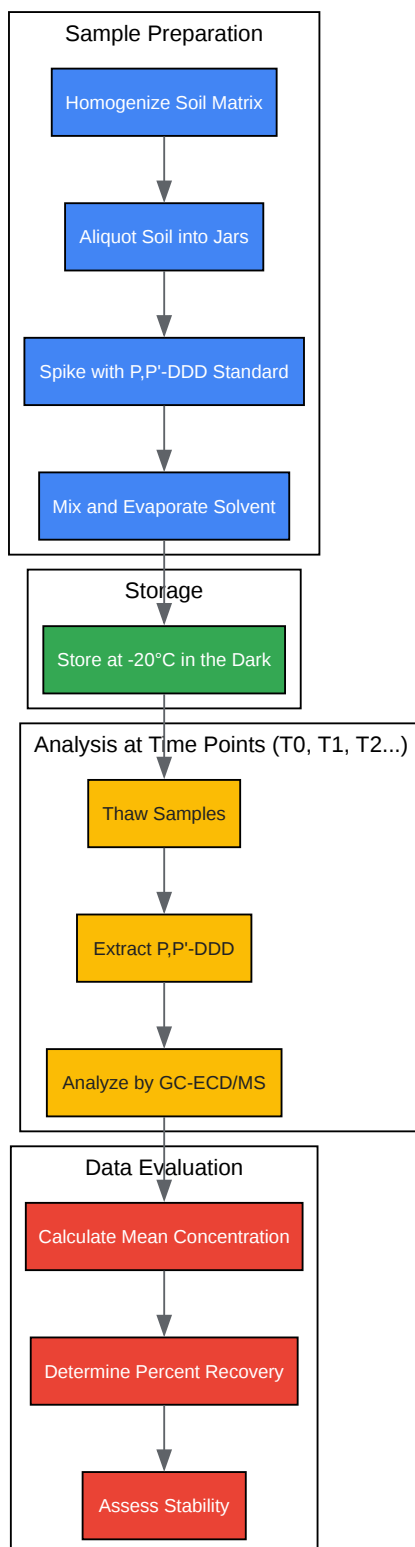 Sample Preparation
Homogenize Soil Matrix
Aliquot Soil into Jars
Spike with P,P'-DDD Standard
Mix and Evaporate Solvent
Storage
Store at -20°C in the Dark
Analysis at Time Points (T0, T1, T2...)
Thaw Samples
Extract P,P'-DDD
Analyze by GC-ECD/MS
Data Evaluation
Calculate Mean Concentration
Determine Percent Recovery
Assess Stability